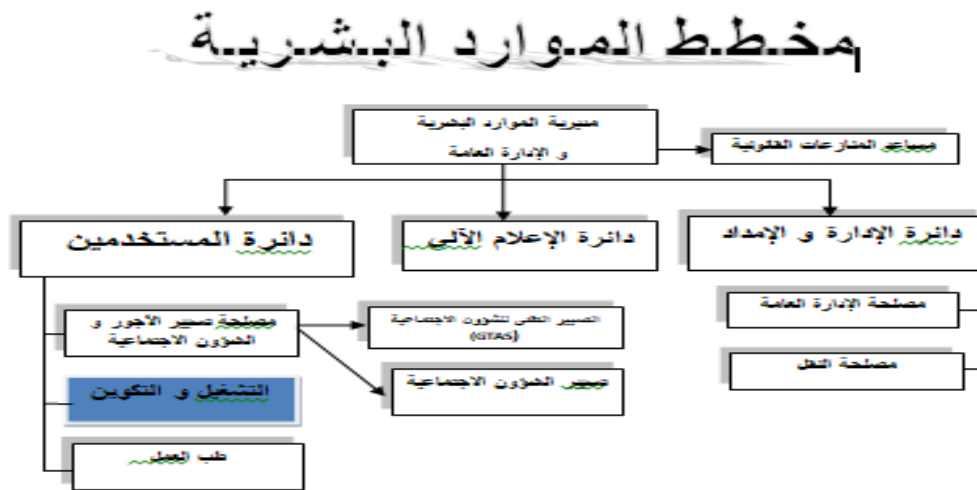 مخطط الموارد البشرية
مديرية الموارد البشرية
و الإدارة العامة
مساعد المنازعات القانونية
دائرة الإدارة و الإمداد
دائرة الإعلام الآلي
دائرة المستخدمين
مصلحة الإدارة العامة
مصلحة النقل
مصلحة تسيير الأجور و
الشؤون الاجتماعية
التشغيل و التكوين
طب العمل
التسيير التقني للشؤون الاجتماعية
(GTAS)
تسيير الشؤون الاجتماعية